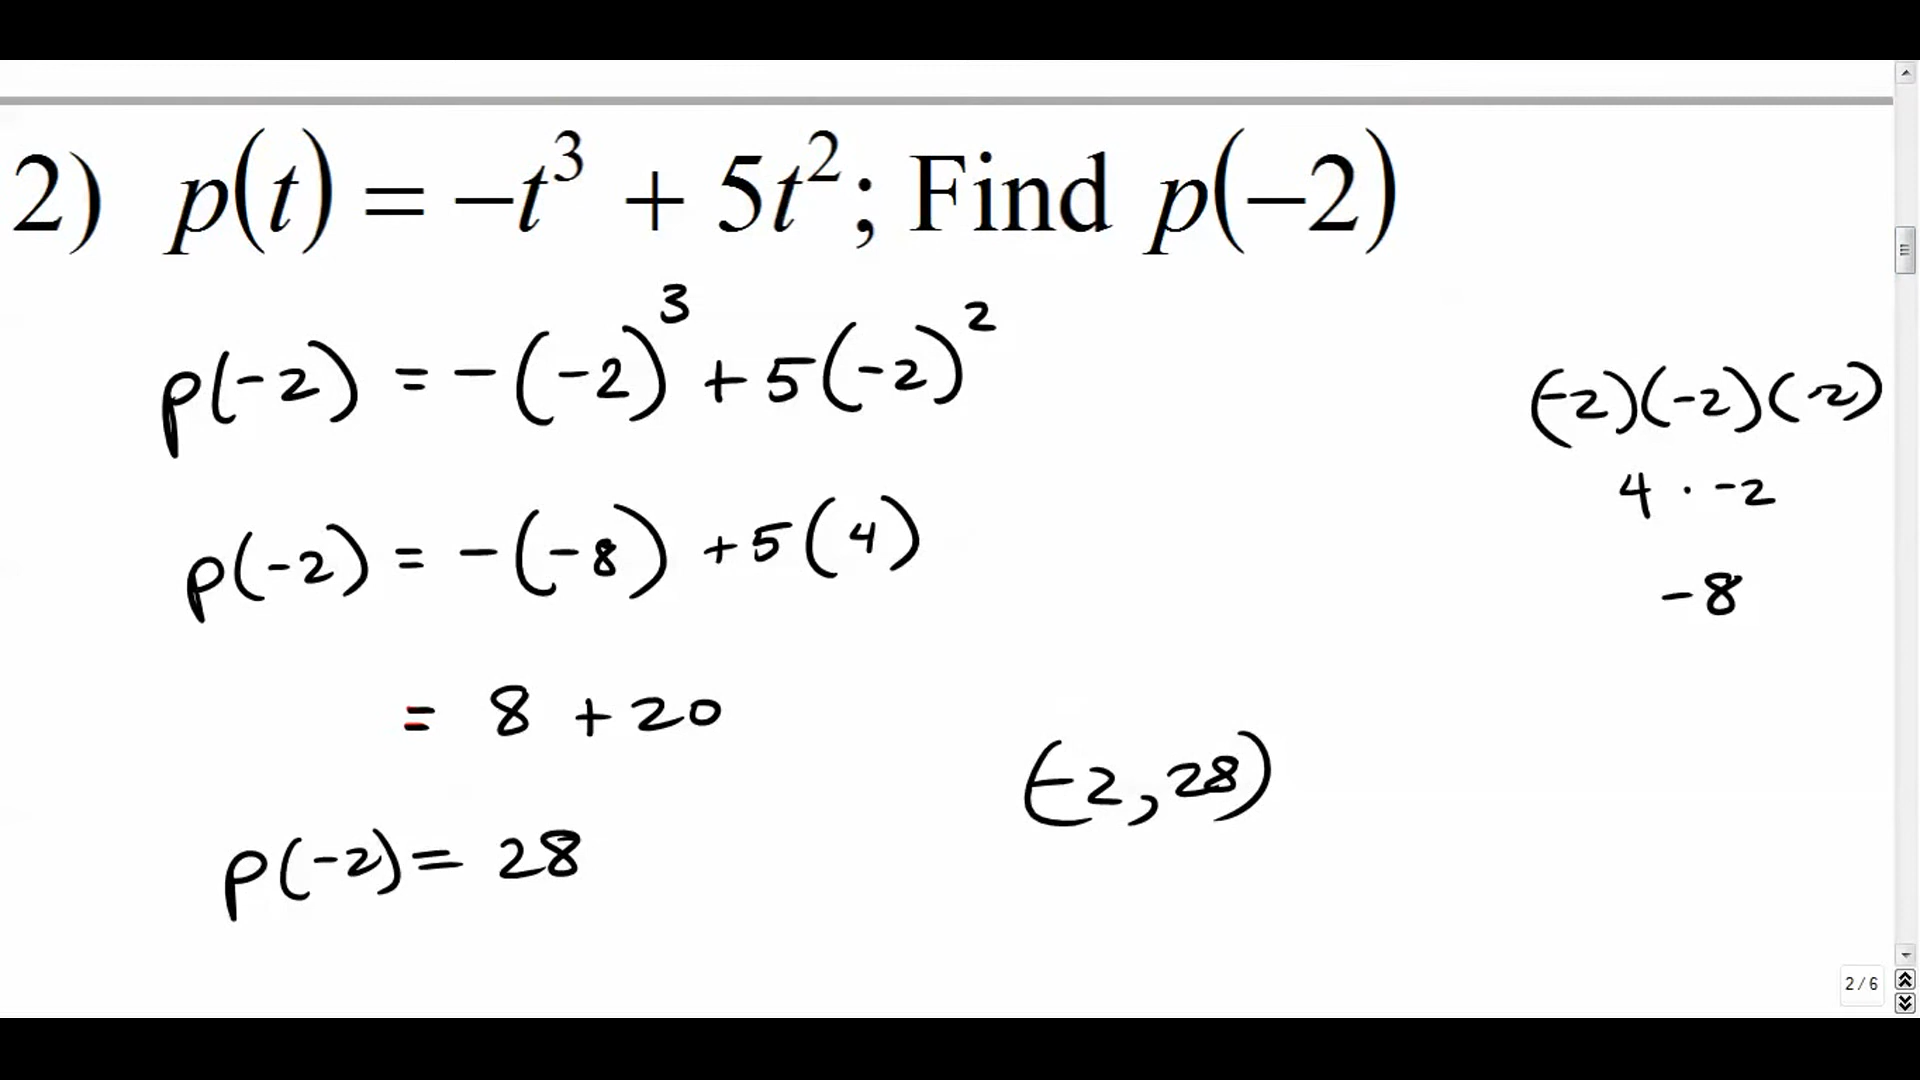 2) p(t) = −t³ + 5t²; Find p(−2)
p(-2) = -(-2)³ + 5(-2)²
(-2)(-2)(-2)
4 · -2
p(-2) = -(-8) + 5(4)
-8
= 8 + 20
(-2, 28)
p(-2) = 28
2 / 6